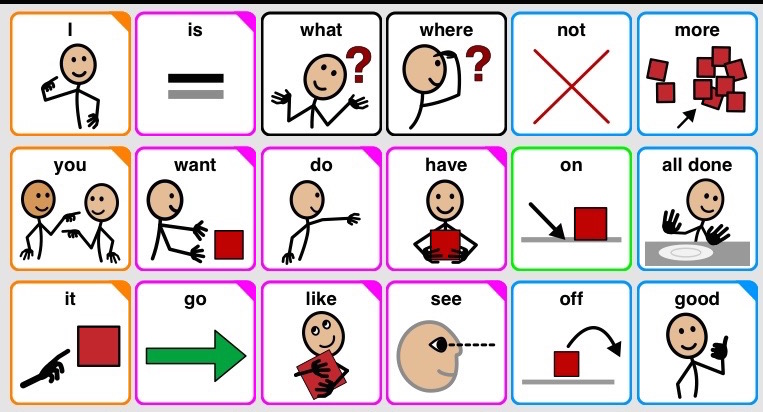 I
is
what
where
not
more
you
want
do
have
on
all done
it
go
like
see
off
good